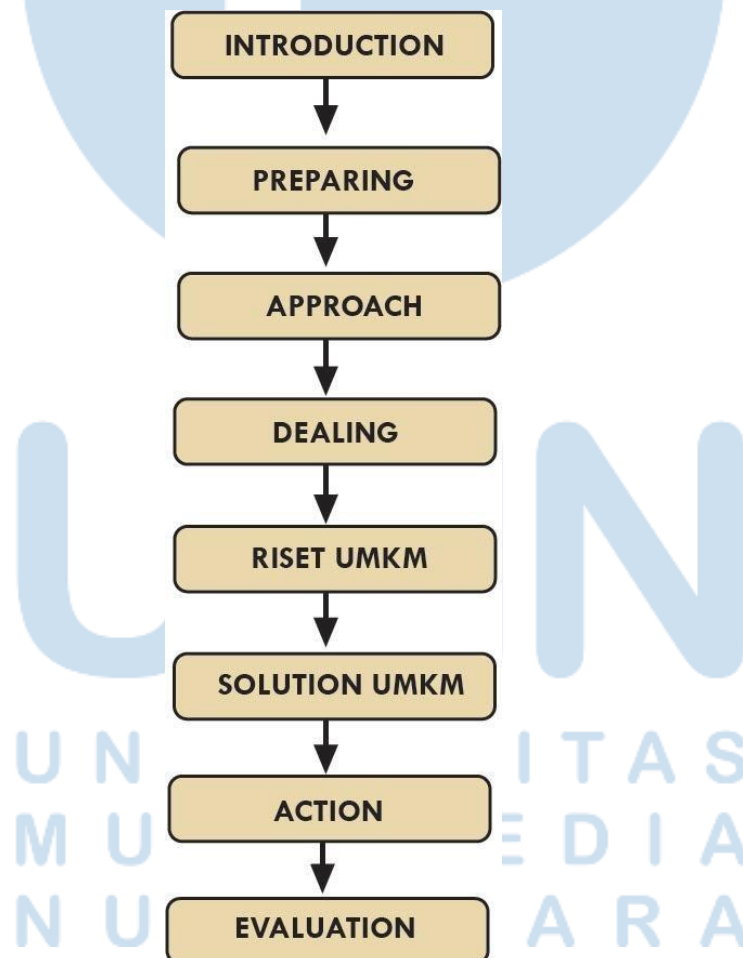 INTRODUCTION
PREPARING
APPROACH
DEALING
RISET UMKM
SOLUTION UMKM
ACTION
EVALUATION